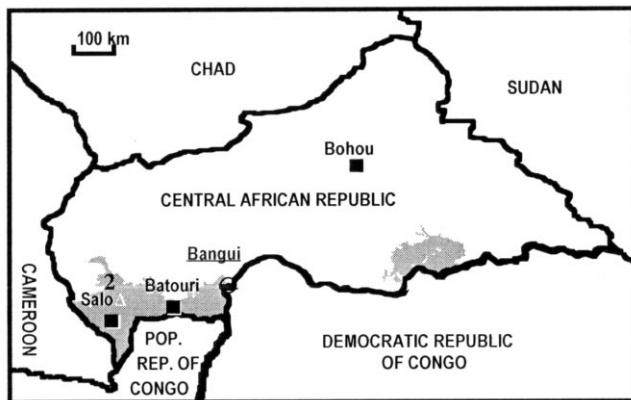 100 km
CHAD
SUDAN
Bohou
CENTRAL AFRICAN REPUBLIC
Bangui
CAMEROON
2
Batouri
Salo
POP.
REP. OF
CONGO
DEMOCRATIC REPUBLIC
OF CONGO